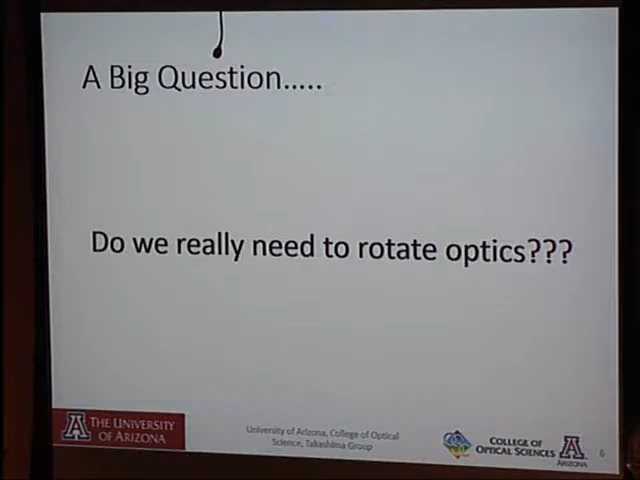 A Big Question.....
Do we really need to rotate optics???
A THE UNIVERSITY
OF ARIZONA
University of Arizona, College of Optical
Science, Takashima Group
COLLEGE OF
OPTICAL SCIENCES
A
ARIZONA
6